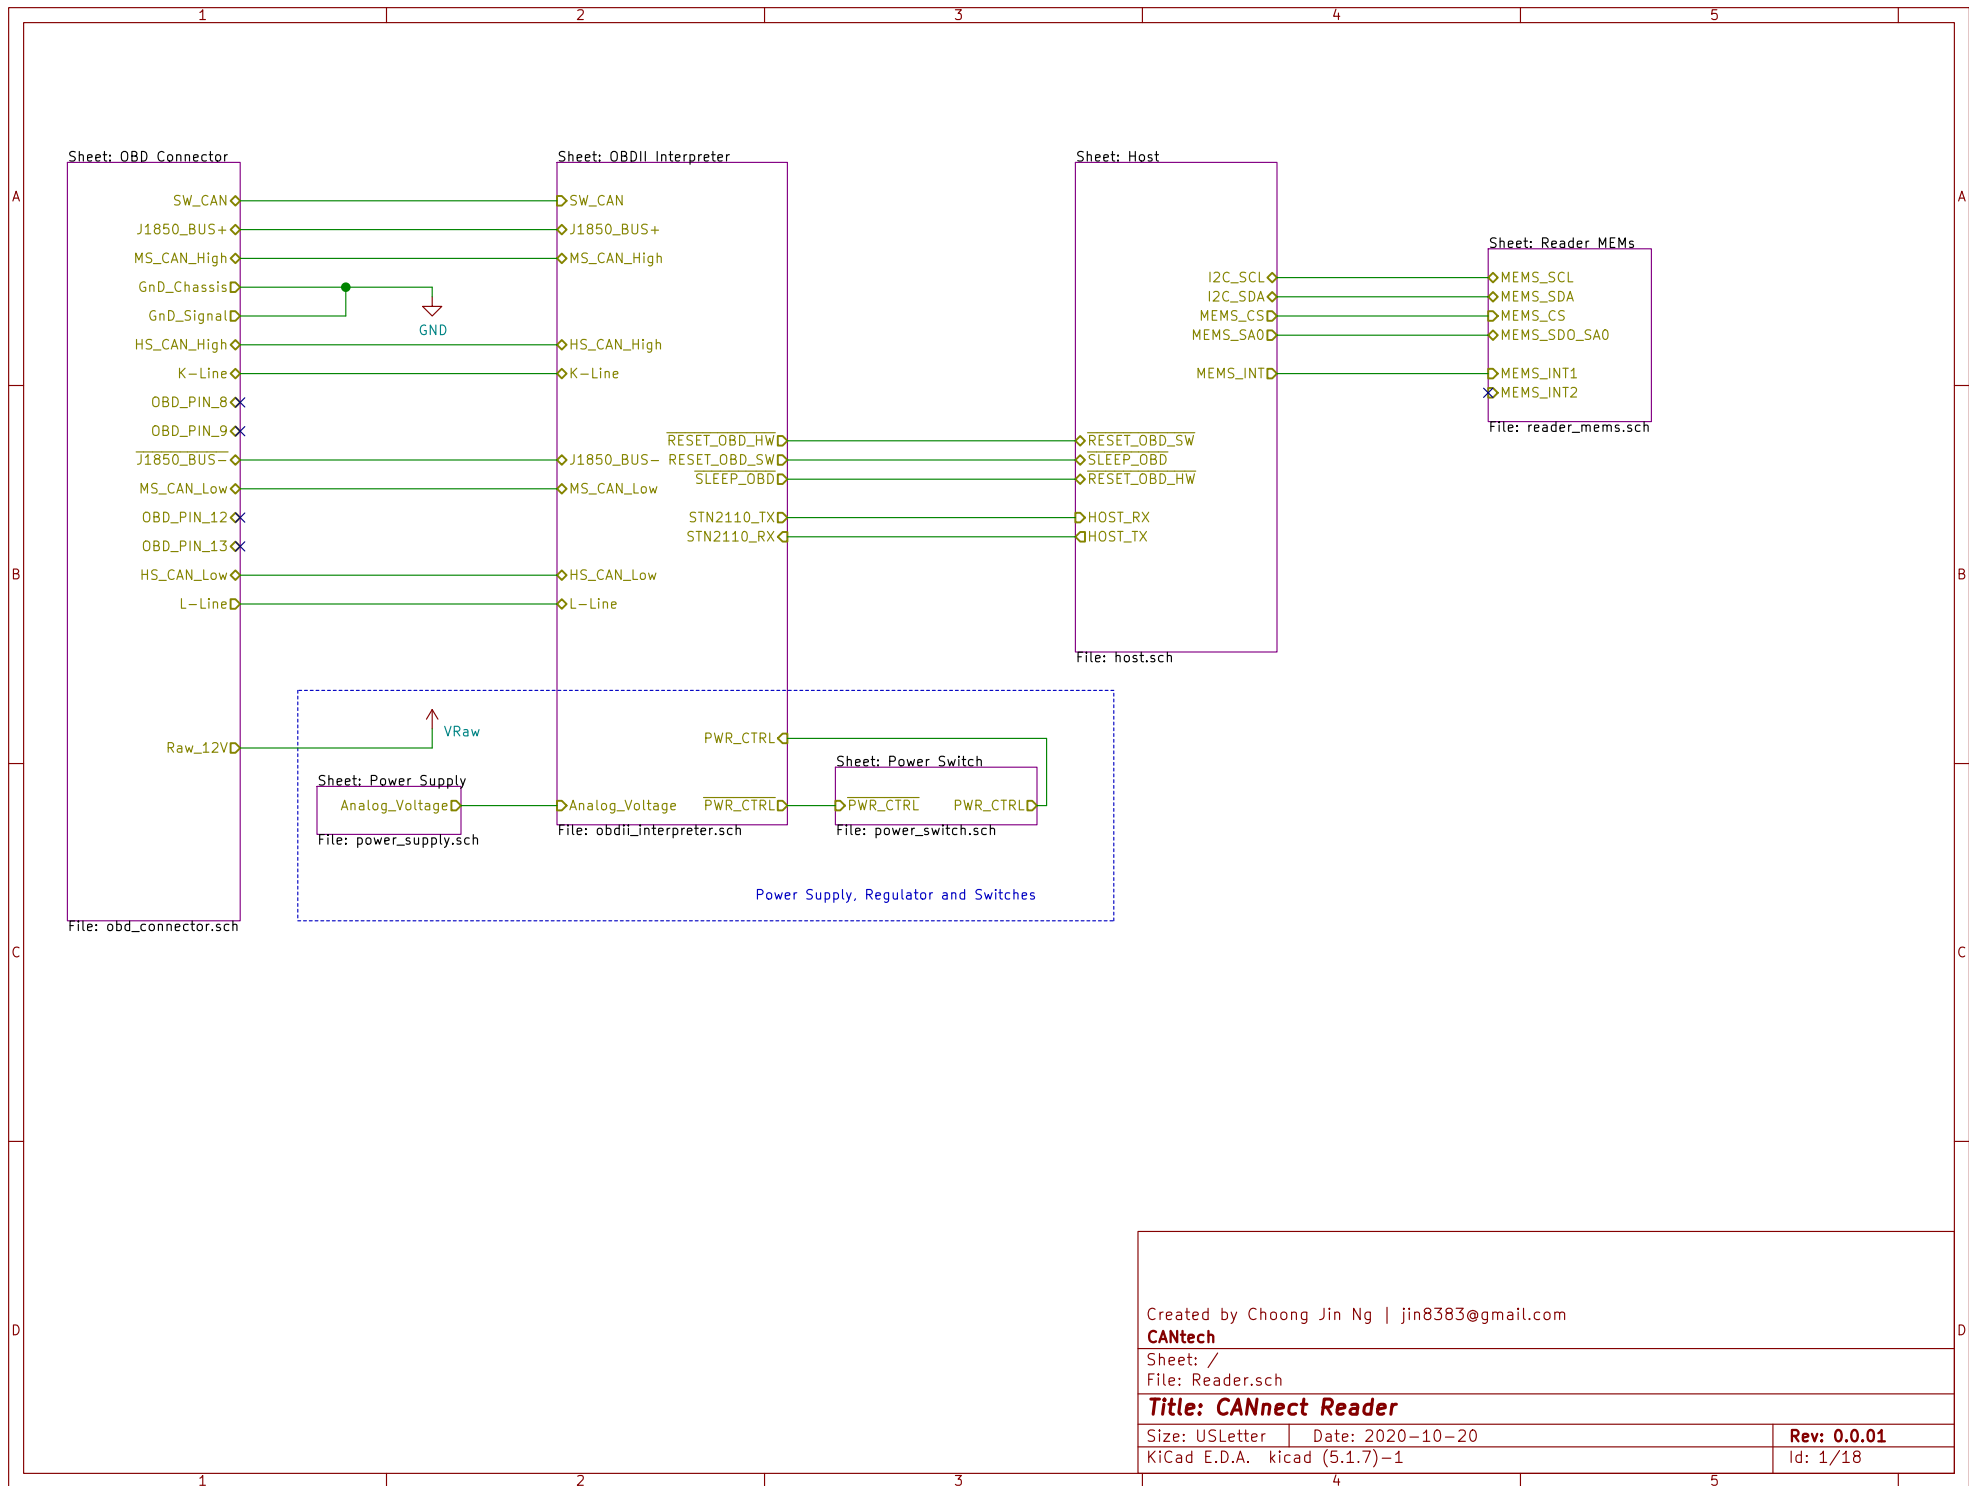 1 2 3 4 5
A A
B B
C C
D D
Sheet: OBD Connector
SW_CAN
J1850_BUS+
MS_CAN_High
GnD_Chassis
GnD_Signal
HS_CAN_High
K-Line
OBD_PIN_8
OBD_PIN_9
J1850_BUS-
MS_CAN_Low
OBD_PIN_12
OBD_PIN_13
HS_CAN_Low
L-Line
Raw_12V
File: obd_connector.sch
GND
VRaw
Sheet: Power Supply
Analog_Voltage
File: power_supply.sch
Sheet: OBDII Interpreter
SW_CAN
J1850_BUS+
MS_CAN_High
HS_CAN_High
K-Line
J1850_BUS-
MS_CAN_Low
HS_CAN_Low
L-Line
Analog_Voltage
RESET_OBD_HW
RESET_OBD_SW
SLEEP_OBD
STN2110_TX
STN2110_RX
PWR_CTRL
PWR_CTRL
File: obdii_interpreter.sch
Sheet: Power Switch
PWR_CTRL PWR_CTRL
File: power_switch.sch
Power Supply, Regulator and Switches
Sheet: Host
I2C_SCL
I2C_SDA
MEMS_CS
MEMS_SA0
MEMS_INT
RESET_OBD_SW
SLEEP_OBD
RESET_OBD_HW
HOST_RX
HOST_TX
File: host.sch
Sheet: Reader MEMs
MEMS_SCL
MEMS_SDA
MEMS_CS
MEMS_SDO_SA0
MEMS_INT1
MEMS_INT2
File: reader_mems.sch
Created by Choong Jin Ng | jin8383@gmail.com
CANtech
Sheet: /
File: Reader.sch
Title: CANnect Reader
Size: USLetter Date: 2020-10-20 Rev: 0.0.01
KiCad E.D.A. kicad (5.1.7)-1 Id: 1/18
1 2 3 4 5